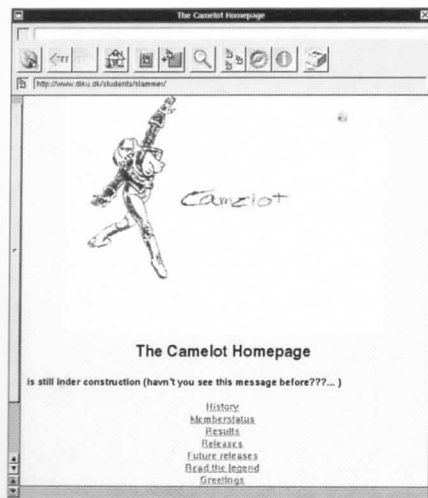 The Camelot Homepage
http://www.diku.dk/students/slammer/
Camelot
The Camelot Homepage
is still inder construction (havn't you see this message before???... )
History
Memberstatus
Results
Releases
Future releases
Read the legend
Greetings